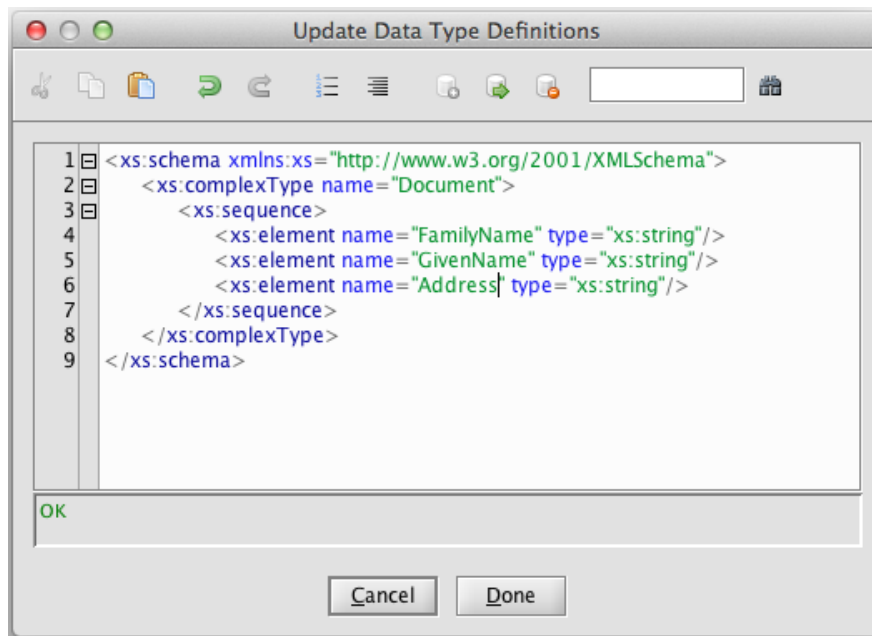 Update Data Type Definitions
1 <xs:schema xmlns:xs="http://www.w3.org/2001/XMLSchema">
2 <xs:complexType name="Document">
3 <xs:sequence>
4 <xs:element name="FamilyName" type="xs:string"/>
5 <xs:element name="GivenName" type="xs:string"/>
6 <xs:element name="Address" type="xs:string"/>
7 </xs:sequence>
8 </xs:complexType>
9 </xs:schema>
OK
Cancel Done